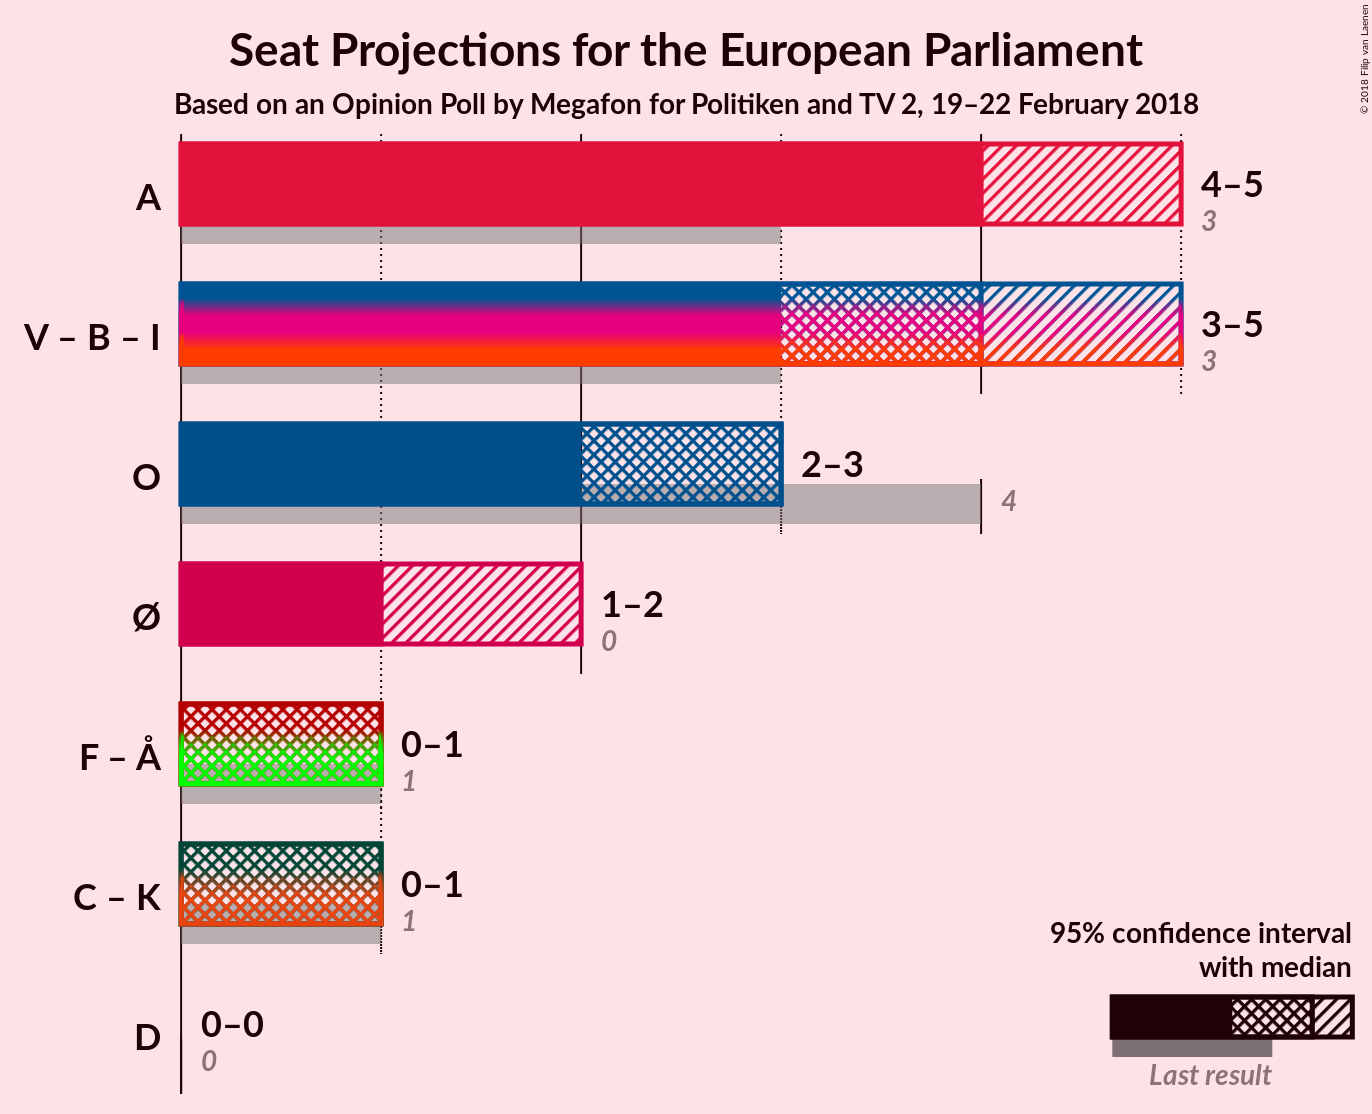 Seat Projections for the European Parliament
Based on an Opinion Poll by Megafon for Politiken and TV 2, 19–22 February 2018
© 2018 Filip van Laenen
A
4–5
3
V – B – I
3–5
3
O
2–3
4
Ø
1–2
0
F – Å
0–1
1
C – K
0–1
1
D
0–0
0
95% confidence interval
with median
Last result